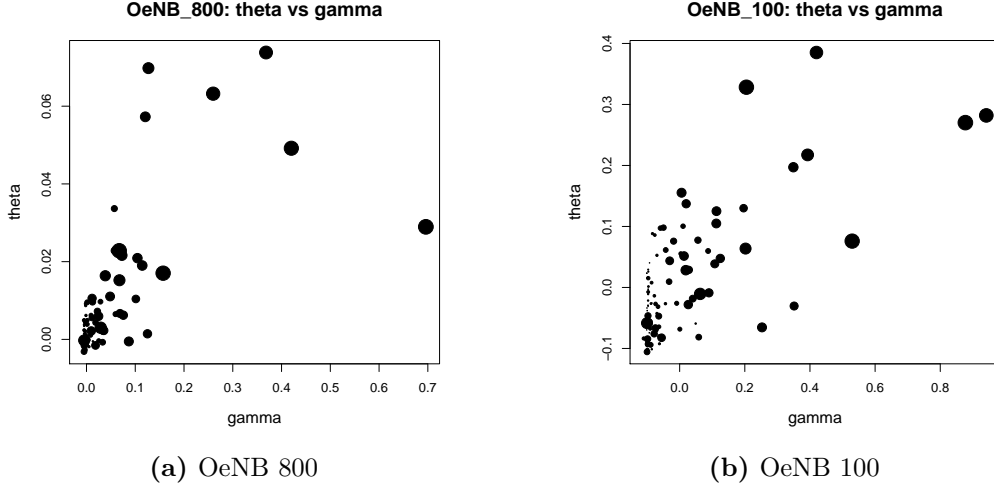 OeNB_800: theta vs gamma
theta
0.00 0.02 0.04 0.06
0.0 0.1 0.2 0.3 0.4 0.5 0.6 0.7
gamma
(a) OeNB 800
OeNB_100: theta vs gamma
theta
−0.1 0.0 0.1 0.2 0.3 0.4
0.0 0.2 0.4 0.6 0.8
gamma
(b) OeNB 100